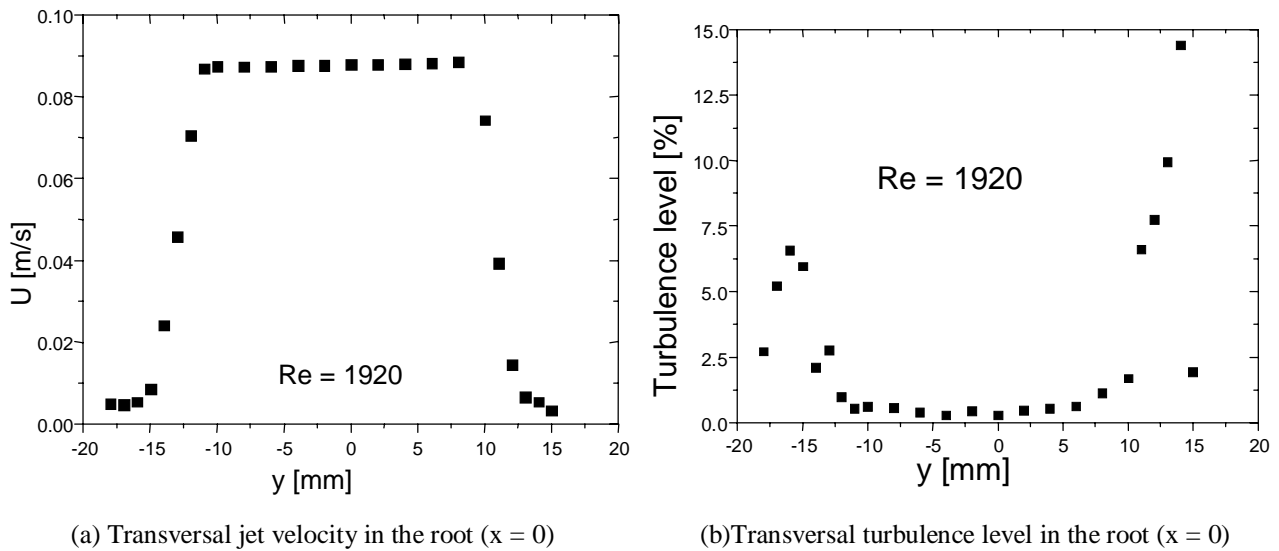 0.10
0.08
0.06
0.04
0.02
0.00
U [m/s]
Re = 1920
-20 -15 -10 -5 0 5 10 15 20
y [mm]
(a) Transversal jet velocity in the root (x = 0)
15.0
12.5
10.0
7.5
5.0
2.5
0.0
Turbulence level [%]
Re = 1920
-20 -15 -10 -5 0 5 10 15 20
y [mm]
(b)Transversal turbulence level in the root (x = 0)